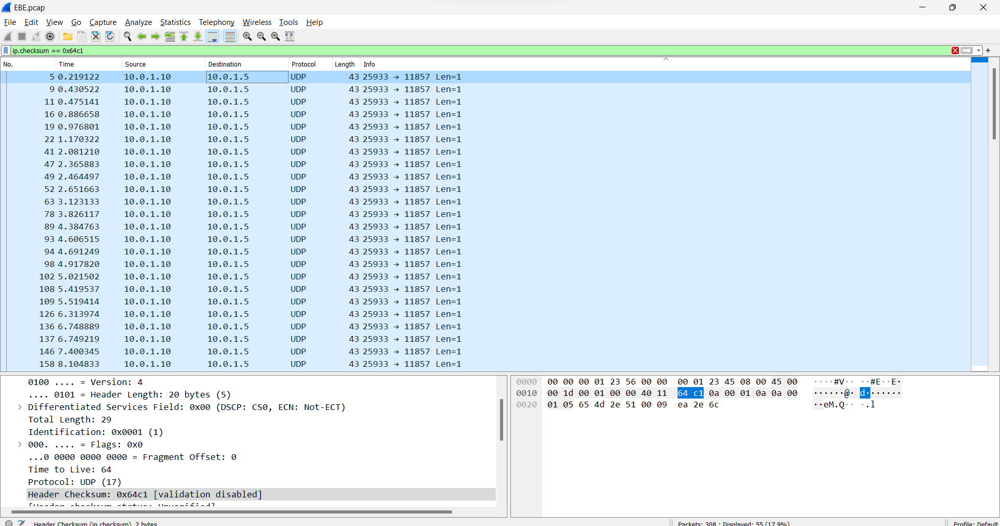 EBE.pcap
File Edit View Go Capture Analyze Statistics Telephony Wireless Tools Help
ip.checksum == 0x64c1
No. Time Source Destination Protocol Length Info
5 0.219122 10.0.1.10 10.0.1.5 UDP 43 25933 → 11857 Len=1
9 0.430522 10.0.1.10 10.0.1.5 UDP 43 25933 → 11857 Len=1
11 0.475141 10.0.1.10 10.0.1.5 UDP 43 25933 → 11857 Len=1
16 0.886658 10.0.1.10 10.0.1.5 UDP 43 25933 → 11857 Len=1
19 0.976801 10.0.1.10 10.0.1.5 UDP 43 25933 → 11857 Len=1
22 1.170322 10.0.1.10 10.0.1.5 UDP 43 25933 → 11857 Len=1
41 2.081210 10.0.1.10 10.0.1.5 UDP 43 25933 → 11857 Len=1
47 2.365883 10.0.1.10 10.0.1.5 UDP 43 25933 → 11857 Len=1
49 2.464497 10.0.1.10 10.0.1.5 UDP 43 25933 → 11857 Len=1
52 2.651663 10.0.1.10 10.0.1.5 UDP 43 25933 → 11857 Len=1
63 3.123133 10.0.1.10 10.0.1.5 UDP 43 25933 → 11857 Len=1
78 3.826117 10.0.1.10 10.0.1.5 UDP 43 25933 → 11857 Len=1
89 4.384763 10.0.1.10 10.0.1.5 UDP 43 25933 → 11857 Len=1
93 4.606515 10.0.1.10 10.0.1.5 UDP 43 25933 → 11857 Len=1
94 4.691249 10.0.1.10 10.0.1.5 UDP 43 25933 → 11857 Len=1
98 4.917820 10.0.1.10 10.0.1.5 UDP 43 25933 → 11857 Len=1
102 5.021502 10.0.1.10 10.0.1.5 UDP 43 25933 → 11857 Len=1
108 5.419537 10.0.1.10 10.0.1.5 UDP 43 25933 → 11857 Len=1
109 5.519414 10.0.1.10 10.0.1.5 UDP 43 25933 → 11857 Len=1
126 6.313974 10.0.1.10 10.0.1.5 UDP 43 25933 → 11857 Len=1
136 6.748889 10.0.1.10 10.0.1.5 UDP 43 25933 → 11857 Len=1
137 6.749219 10.0.1.10 10.0.1.5 UDP 43 25933 → 11857 Len=1
146 7.400345 10.0.1.10 10.0.1.5 UDP 43 25933 → 11857 Len=1
158 8.104833 10.0.1.10 10.0.1.5 UDP 43 25933 → 11857 Len=1
0100 .... = Version: 4
.... 0101 = Header Length: 20 bytes (5)
Differentiated Services Field: 0x00 (DSCP: CS0, ECN: Not-ECT)
Total Length: 29
Identification: 0x0001 (1)
000. .... = Flags: 0x0
...0 0000 0000 0000 = Fragment Offset: 0
Time to Live: 64
Protocol: UDP (17)
Header Checksum: 0x64c1 [validation disabled]
[Header checksum status: Unverified]
0000 00 00 00 01 23 56 00 00 00 01 23 45 08 00 45 00 ····#V·· ··#E··E·
0010 00 1d 00 01 00 00 40 11 64 c1 0a 00 01 0a 0a 00 ······@· d·······
0020 01 05 65 4d 2e 51 00 09 ea 2e 6c ··eM.Q·· ·.l
Header Checksum (ip.checksum), 2 bytes
Packets: 308 · Displayed: 55 (17.9%)
Profile: Default